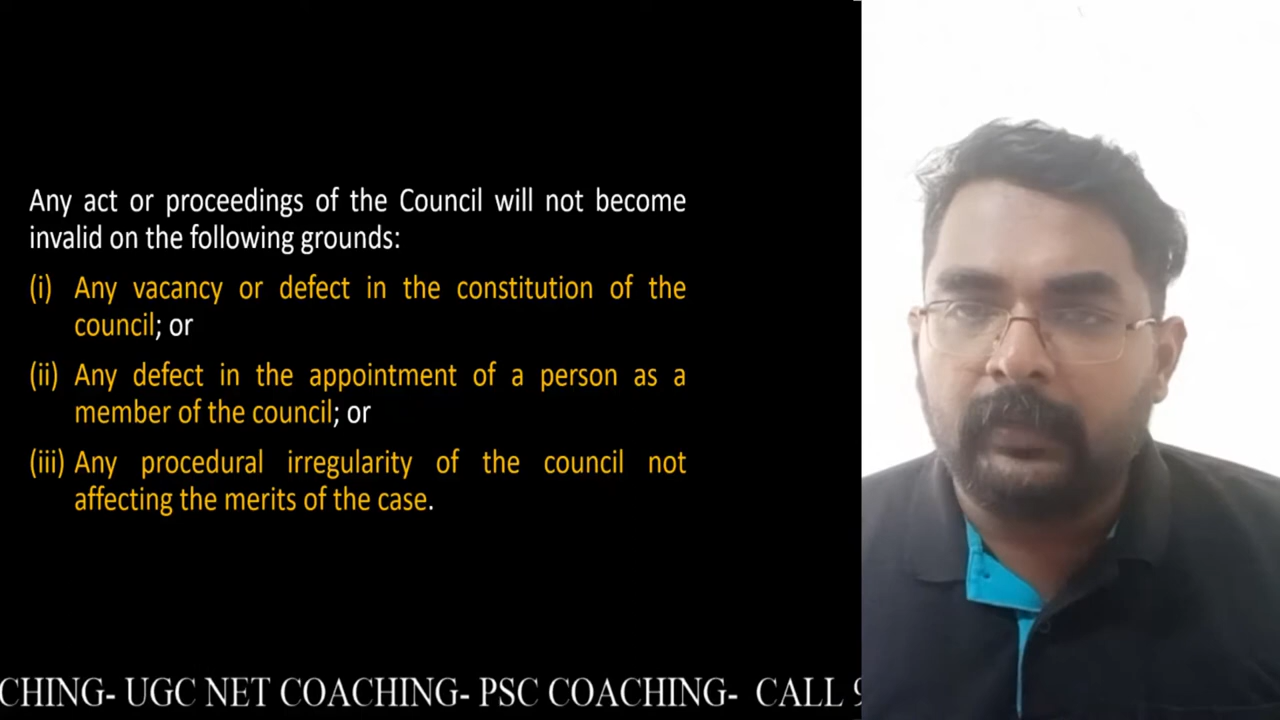 Any act or proceedings of the Council will not become
invalid on the following grounds:
(i) Any vacancy or defect in the constitution of the
council; or
(ii) Any defect in the appointment of a person as a
member of the council; or
(iii) Any procedural irregularity of the council not
affecting the merits of the case.
CHING- UGC NET COACHING- PSC COACHING- CALL 9